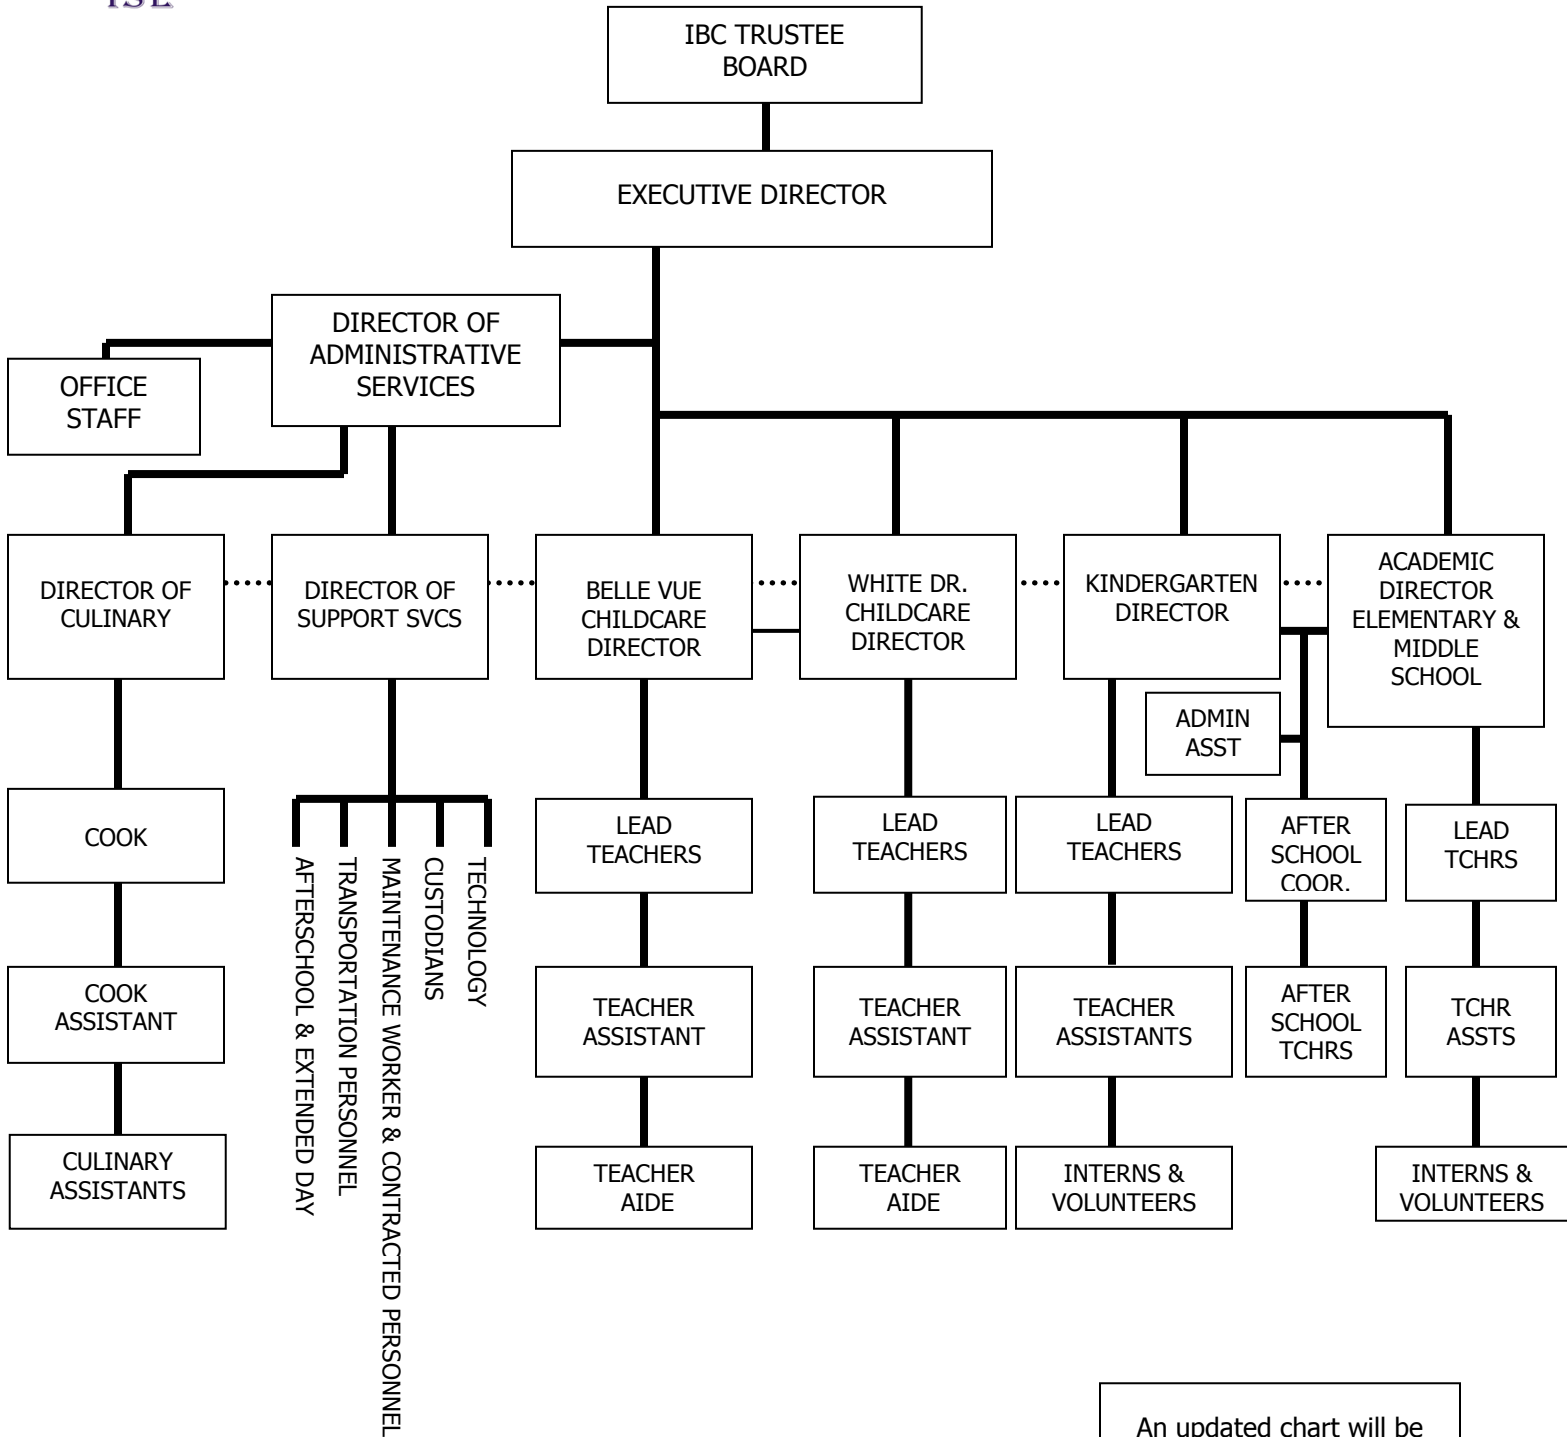 IBC TRUSTEE
BOARD
EXECUTIVE DIRECTOR
DIRECTOR OF
ADMINISTRATIVE
SERVICES
OFFICE
STAFF
DIRECTOR OF
CULINARY
DIRECTOR OF
SUPPORT SVCS
BELLE VUE
CHILDCARE
DIRECTOR
WHITE DR.
CHILDCARE
DIRECTOR
KINDERGARTEN
DIRECTOR
ACADEMIC
DIRECTOR
ELEMENTARY &
MIDDLE
SCHOOL
ADMIN
ASST
COOK
AFTERSCHOOL & EXTENDED DAY
TRANSPORTATION PERSONNEL
MAINTENANCE WORKER & CONTRACTED PERSONNEL
CUSTODIANS
TECHNOLOGY
LEAD
TEACHERS
LEAD
TEACHERS
LEAD
TEACHERS
AFTER
SCHOOL
COOR.
LEAD
TCHRS
COOK
ASSISTANT
TEACHER
ASSISTANT
TEACHER
ASSISTANT
TEACHER
ASSISTANTS
AFTER
SCHOOL
TCHRS
TCHR
ASSTS
CULINARY
ASSISTANTS
TEACHER
AIDE
TEACHER
AIDE
INTERNS &
VOLUNTEERS
INTERNS &
VOLUNTEERS
An updated chart will be